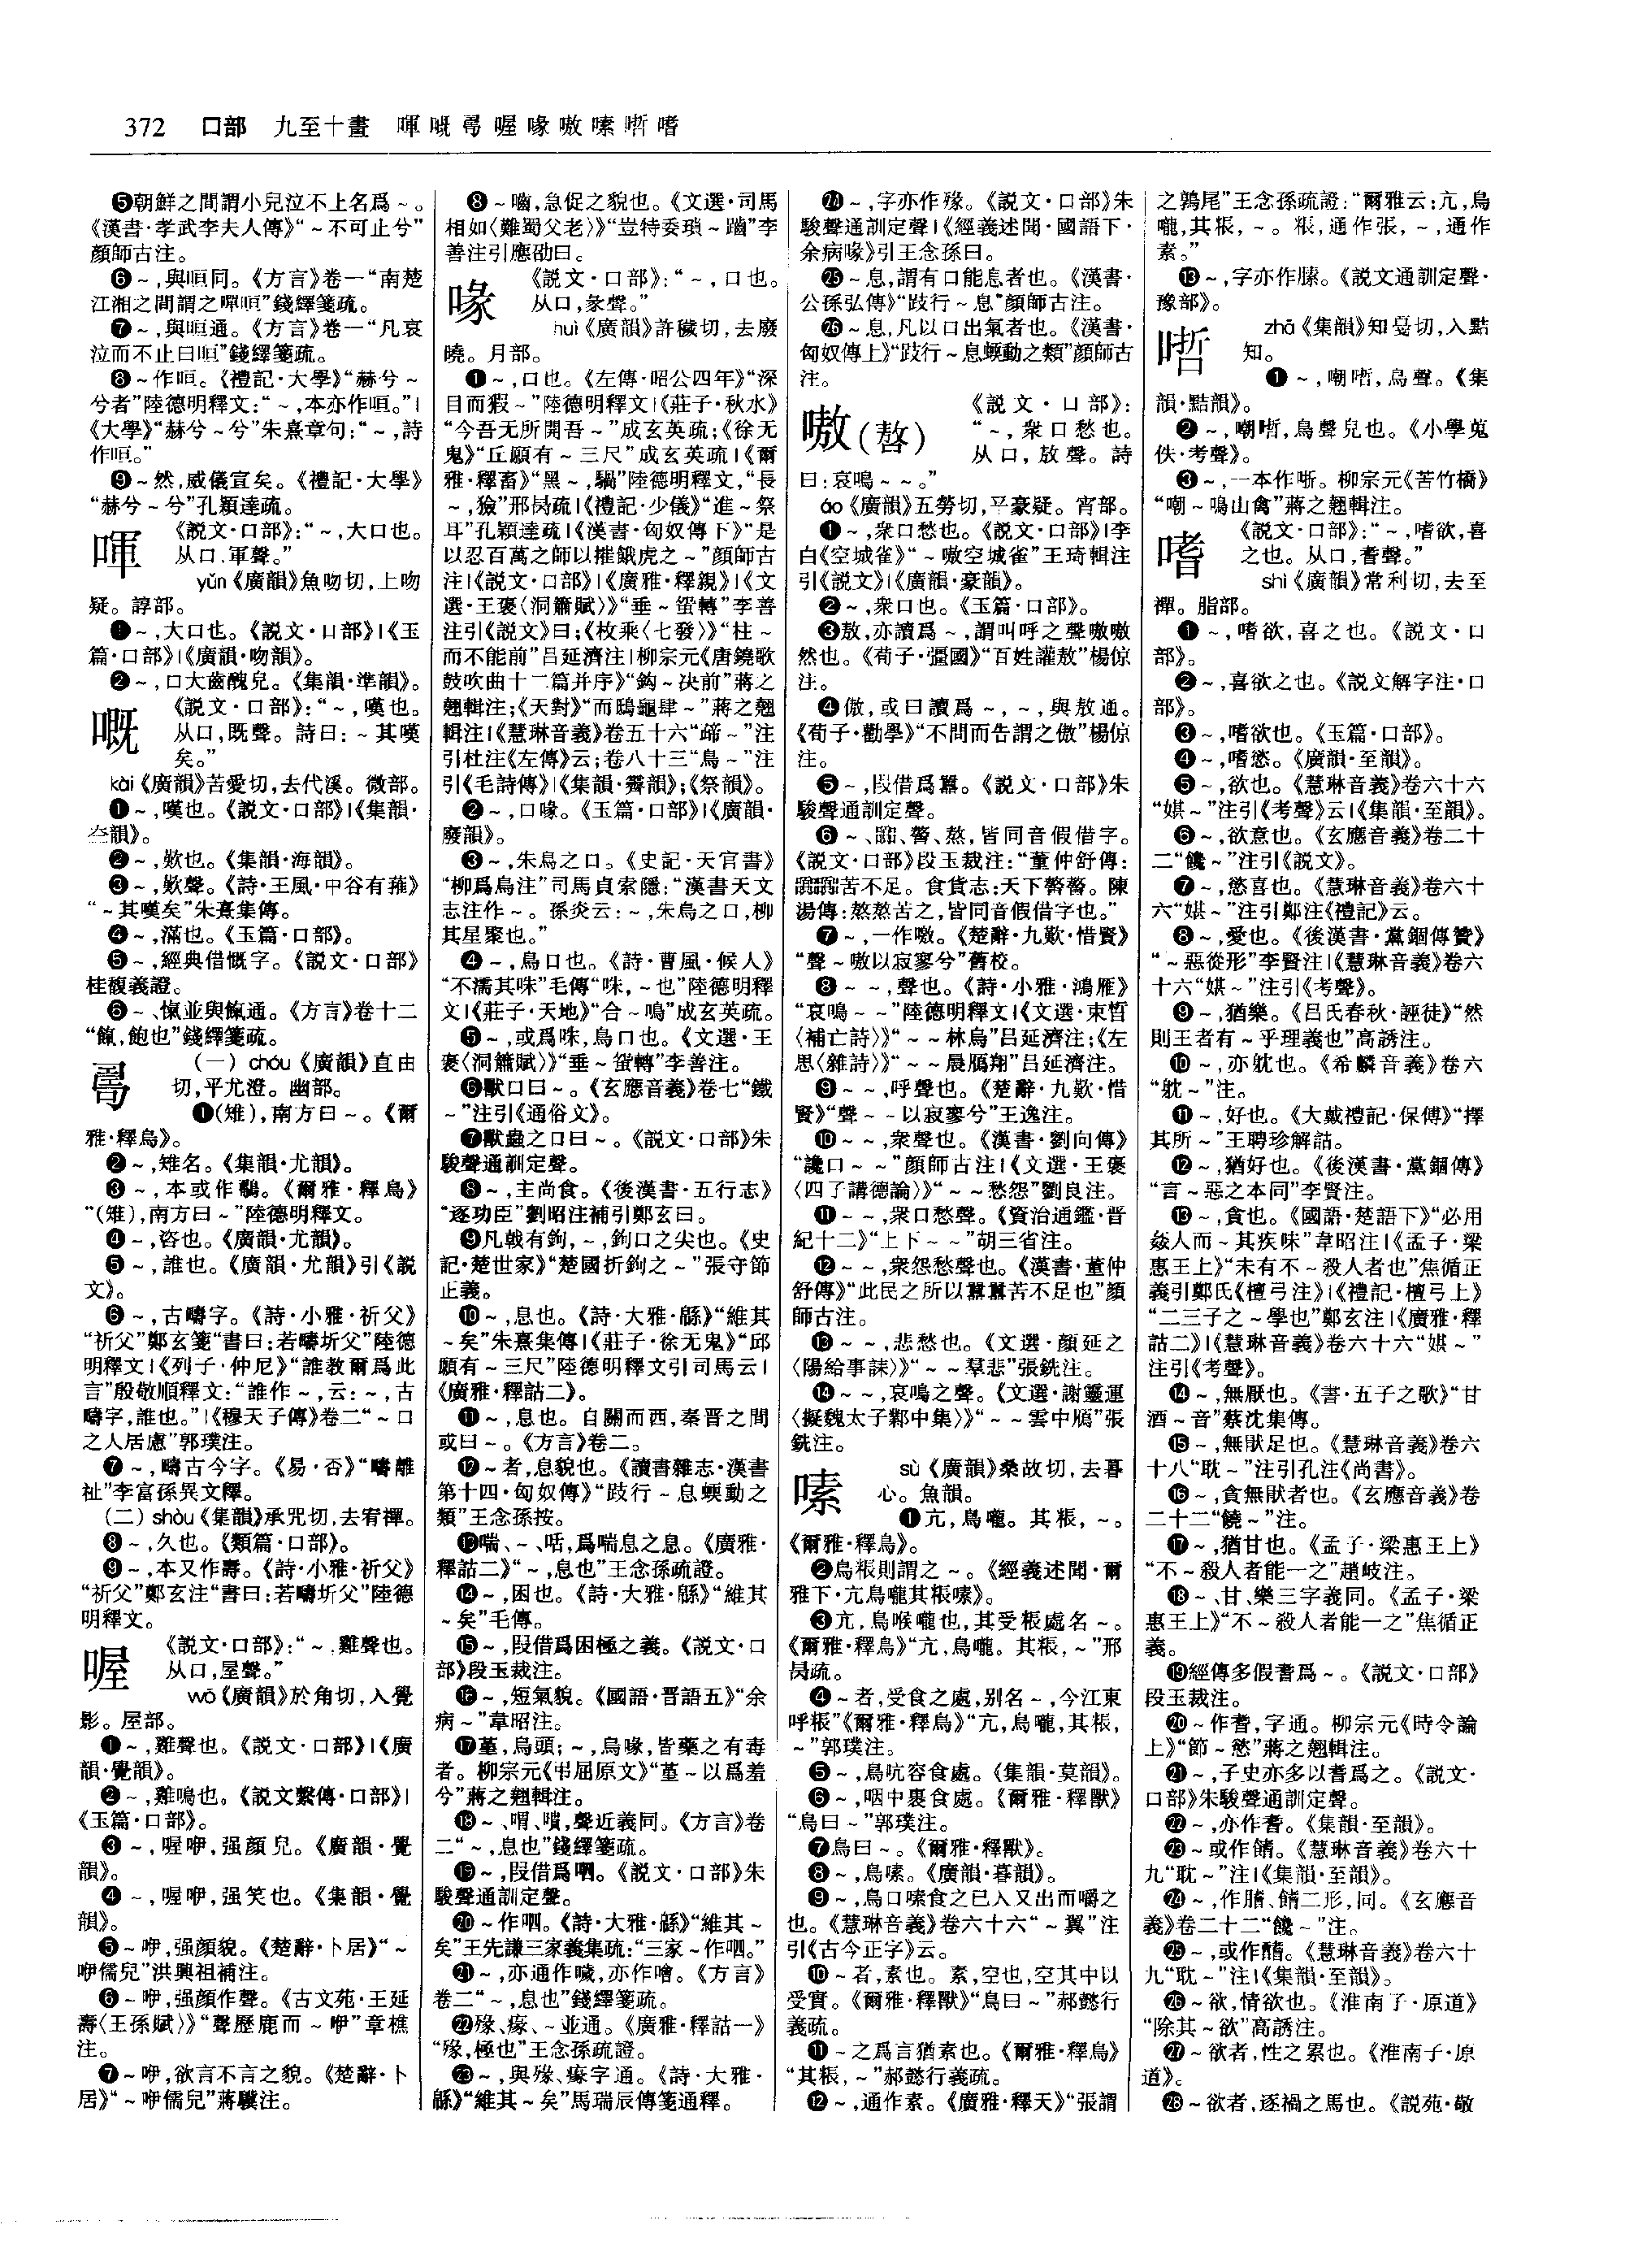 372 口部 九至十畫 喗嘅𠷎喔喙嗷嗉哳嗜
❺朝鮮之間謂小兒泣不上名爲～。
《漢書·孝武李夫人傳》“～不可止兮”
顔師古注。
❻～,與咺同。《方言》卷一“南楚
江湘之間謂之嘽咺”錢繹箋疏。
❼～,與咺通。《方言》卷一“凡哀
泣而不止曰咺”錢繹箋疏。
❽～作咺。《禮記·大學》“赫兮～
兮者”陸德明釋文:“～,本亦作咺。”|
《大學》“赫兮～兮”朱熹章句:“～,詩
作咺。”
❾～然,威儀宣矣。《禮記·大學》
“赫兮～兮”孔穎達疏。
喗
《説文·口部》:“～,大口也。
从口,軍聲。”
yǔn《廣韻》魚吻切,上吻
疑。諄部。
❶～,大口也。《説文·口部》|《玉
篇·口部》|《廣韻·吻韻》。
❷～,口大齒醜皃。《集韻·準韻》。
嘅
《説文·口部》:“～,嘆也。
从口,既聲。詩曰:～其嘆
矣。”
kài《廣韻》苦愛切,去代溪。微部。
❶～,嘆也。《説文·口部》|《集韻·
𡘋韻》。
❷～,歎也。《集韻·海韻》。
❸～,歎聲。《詩·王風·中谷有蓷》
“～其嘆矣”朱熹集傳。
❹～,滿也。《玉篇·口部》。
❺～,經典借慨字。《説文·口部》
桂馥義證。
❻～、愾並與餼通。《方言》卷十二
“餼,飽也”錢繹箋疏。
𠷎
(一) chóu《廣韻》直由
切,平尤澄。幽部。
❶(雉),南方曰～。《爾
雅·釋鳥》。
❷～,雉名。《集韻·尤韻》。
❸～,本或作鷊。《爾雅·釋鳥》
“(雉),南方曰～”陸德明釋文。
❹～,咨也。《廣韻·尤韻》。
❺～,誰也。《廣韻·尤韻》引《説
文》。
❻～,古疇字。《詩·小雅·祈父》
“祈父”鄭玄箋“書曰:若疇圻父”陸德
明釋文|《列子·仲尼》“誰教爾爲此
言”殷敬順釋文:“誰作～,云:～,古
疇字,誰也。”|《穆天子傳》卷二“～口
之人居慮”郭璞注。
❼～,疇古今字。《易·否》“疇離
祉”李富孫異文釋。
(二) shòu《集韻》承咒切,去宥禪。
❽～,久也。《類篇·口部》。
❾～,本又作壽。《詩·小雅·祈父》
“祈父”鄭玄注“書曰:若疇圻父”陸德
明釋文。
喔
《説文·口部》:“～,雞聲也。
从口,屋聲。”
wō《廣韻》於角切,入覺
影。屋部。
❶～,雞聲也。《説文·口部》|《廣
韻·覺韻》。
❷～,雞鳴也。《説文繫傳·口部》|
《玉篇·口部》。
❸～,喔咿,强顔皃。《廣韻·覺
韻》。
❹～,喔咿,强笑也。《集韻·覺
韻》。
❺～咿,强顔貌。《楚辭·卜居》“～
咿儒兒”洪興祖補注。
❻～咿,强顔作聲。《古文苑·王延
壽〈王孫賦〉》“聲歷鹿而～咿”章樵
注。
❼～咿,欲言不言之貌。《楚辭·卜
居》“～咿儒兒”蔣驥注。
❽～嚙,急促之貌也。《文選·司馬
相如〈難蜀父老〉》“豈特委瑣～躪”李
善注引應劭曰。
喙
《説文·口部》:“～,口也。
从口,彖聲。”
huì《廣韻》許穢切,去廢
曉。月部。
❶～,口也。《左傳·昭公四年》“深
目而豭～”陸德明釋文|《莊子·秋水》
“今吾无所開吾～”成玄英疏;《徐无
鬼》“丘願有～三尺”成玄英疏|《爾
雅·釋畜》“黑～,騧”陸德明釋文,“長
～,獫”邢昺疏|《禮記·少儀》“進～祭
耳”孔穎達疏|《漢書·匈奴傳下》“是
以忍百萬之師以摧餓虎之～”顔師古
注|《説文·口部》|《廣雅·釋親》|《文
選·王褒〈洞簫賦〉》“垂～蛩轉”李善
注引《説文》曰;《枚乘〈七發〉》“柱～
而不能前”呂延濟注|柳宗元《唐鐃歌
鼓吹曲十二篇并序》“鈎～决前”蔣之
翹輯注;《天對》“而鴟龜肆～”蔣之翹
輯注|《慧琳音義》卷五十六“蹄～”注
引杜注《左傳》云;卷八十三“鳥～”注
引《毛詩傳》|《集韻·霽韻》;《祭韻》。
❷～,口喙。《玉篇·口部》|《廣韻·
廢韻》。
❸～,朱鳥之口。《史記·天官書》
“柳爲鳥注”司馬貞索隱:“漢書天文
志注作～。孫炎云:～,朱鳥之口,柳
其星聚也。”
❹～,鳥口也。《詩·曹風·候人》
“不濡其咮”毛傳“咮,～也”陸德明釋
文|《莊子·天地》“合～鳴”成玄英疏。
❺～,或爲咮,鳥口也。《文選·王
褒〈洞簫賦〉》“垂～蛩轉”李善注。
❻獸口曰～。《玄應音義》卷七“鐵
～”注引《通俗文》。
❼獸蟲之口曰～。《説文·口部》朱
駿聲通訓定聲。
❽～,主尚食。《後漢書·五行志》
“逐功臣”劉昭注補引鄭玄曰。
❾凡戟有鉤,～,鉤口之尖也。《史
記·楚世家》“楚國折鉤之～”張守節
正義。
❿～,息也。《詩·大雅·緜》“維其
～矣”朱熹集傳|《莊子·徐无鬼》“邱
願有～三尺”陸德明釋文引司馬云|
《廣雅·釋詁二》。
⓫～,息也。自關而西,秦晋之間
或曰～。《方言》卷二。
⓬～者,息貌也。《讀書雜志·漢書
第十四·匈奴傳》“跂行～息蝡動之
類”王念孫按。
⓭喘、～、咶,爲喘息之息。《廣雅·
釋詁二》“～,息也”王念孫疏證。
⓮～,困也。《詩·大雅·緜》“維其
～矣”毛傳。
⓯～,叚借爲困極之義。《説文·口
部》段玉裁注。
⓰～,短氣貌。《國語·晋語五》“余
病～”韋昭注。
⓱堇,烏頭;～,烏喙,皆藥之有毒
者。柳宗元《弔屈原文》“堇～以爲羞
兮”蔣之翹輯注。
⓲～、喟、嘳,聲近義同。《方言》卷
二“～,息也”錢繹箋疏。
⓳～,叚借爲呬。《説文·口部》朱
駿聲通訓定聲。
⓴～作呬。《詩·大雅·緜》“維其～
矣”王先謙三家義集疏:“三家～作呬。”
㉑～,亦通作噦,亦作噲。《方言》
卷二“～,息也”錢繹箋疏。
㉒㱡、瘃、～並通。《廣雅·釋詁一》
“㱡,極也”王念孫疏證。
㉓～,與㱡、瘃字通。《詩·大雅·
緜》“維其～矣”馬瑞辰傳箋通釋。
㉔～,字亦作㱡。《説文·口部》朱
駿聲通訓定聲|《經義述聞·國語下·
余病喙》引王念孫曰。
㉕～息,謂有口能息者也。《漢書·
公孫弘傳》“跂行～息”顔師古注。
㉖～息,凡以口出氣者也。《漢書·
匈奴傳上》“跂行～息蝡動之類”顔師古
注。
嗷(嗸)
《説文·口部》:
“～,衆口愁也。
从口,敖聲。詩
曰:哀鳴～～。”
áo《廣韻》五勞切,平豪疑。宵部。
❶～,衆口愁也。《説文·口部》|李
白《空城雀》“～嗷空城雀”王琦輯注
引《説文》|《廣韻·豪韻》。
❷～,衆口也。《玉篇·口部》。
❸敖,亦讀爲～,謂叫呼之聲嗷嗷
然也。《荀子·彊國》“百姓讙敖”楊倞
注。
❹傲,或曰讀爲～,～,與敖通。
《荀子·勸學》“不問而告謂之傲”楊倞
注。
❺～,叚借爲囂。《説文·口部》朱
駿聲通訓定聲。
❻～、嚻、謷、熬,皆同音假借字。
《説文·口部》段玉裁注:“董仲舒傳:
嚻嚻苦不足。食貨志:天下謷謷。陳
湯傳:熬熬苦之,皆同音假借字也。”
❼～,一作噭。《楚辭·九歎·惜賢》
“聲～嗷以寂寥兮”舊校。
❽～～,聲也。《詩·小雅·鴻雁》
“哀鳴～～”陸德明釋文|《文選·束晳
〈補亡詩〉》“～～林烏”呂延濟注;《左
思〈雜詩〉》“～～晨鴈翔”呂延濟注。
❾～～,呼聲也。《楚辭·九歎·惜
賢》“聲～～以寂寥兮”王逸注。
❿～～,衆聲也。《漢書·劉向傳》
“讒口～～”顔師古注|《文選·王褒
〈四子講德論〉》“～～愁怨”劉良注。
⓫～～,衆口愁聲。《資治通鑑·晋
紀十二》“上下～～”胡三省注。
⓬～～,衆怨愁聲也。《漢書·董仲
舒傳》“此民之所以囂囂苦不足也”顔
師古注。
⓭～～,悲愁也。《文選·顔延之
〈陽給事誄〉》“～～羣悲”張銑注。
⓮～～,哀鳴之聲。《文選·謝靈運
〈擬魏太子鄴中集〉》“～～雲中鴈”張
銑注。
嗉
sù《廣韻》桑故切,去暮
心。魚韻。
❶亢,鳥嚨。其粻,～。
《爾雅·釋鳥》。
❷鳥粻則謂之～。《經義述聞·爾
雅下·亢鳥嚨其粻嗉》。
❸亢,鳥喉嚨也,其受粻處名～。
《爾雅·釋鳥》“亢,鳥嚨。其粻,～”邢
昺疏。
❹～者,受食之處,别名～,今江東
呼粻”《爾雅·釋鳥》“亢,鳥嚨,其粻,
～”郭璞注。
❺～,鳥吭容食處。《集韻·莫韻》。
❻～,咽中裹食處。《爾雅·釋獸》
“鳥曰～”郭璞注。
❼鳥曰～。《爾雅·釋獸》。
❽～,鳥嗉。《廣韻·暮韻》。
❾～,鳥口嗉食之已入又出而嚼之
也。《慧琳音義》卷六十六“～翼”注
引《古今正字》云。
❿～者,素也。素,空也,空其中以
受實。《爾雅·釋獸》“鳥曰～”郝懿行
義疏。
⓫～之爲言猶素也。《爾雅·釋鳥》
“其粻,～”郝懿行義疏。
⓬～,通作素。《廣雅·釋天》“張謂
之鶉尾”王念孫疏證:“爾雅云:亢,鳥
嚨,其粻,～。粻,通作張,～,通作
素。”
⓭～,字亦作膆。《説文通訓定聲·
豫部》。
㗙
zhā《集韻》知戛切,入黠
知。
❶～,嘲哳,鳥聲。《集
韻·黠韻》。
❷～,嘲哳,鳥聲皃也。《小學蒐
佚·考聲》。
❸～,一本作哳。柳宗元《苦竹橋》
“嘲～鳴山禽”蔣之翹輯注。
嗜
《説文·口部》:“～,嗜欲,喜
之也。从口,耆聲。”
shì《廣韻》常利切,去至
禪。脂部。
❶～,嗜欲,喜之也。《説文·口
部》。
❷～,喜欲之也。《説文解字注·口
部》。
❸～,嗜欲也。《玉篇·口部》。
❹～,嗜慾。《廣韻·至韻》。
❺～,欲也。《慧琳音義》卷六十六
“媅～”注引《考聲》云|《集韻·至韻》。
❻～,欲意也。《玄應音義》卷二十
二“饞～”注引《説文》。
❼～,慾喜也。《慧琳音義》卷六十
六“媅～”注引鄭注《禮記》云。
❽～,愛也。《後漢書·黨錮傳贊》
“～惡從形”李賢注|《慧琳音義》卷六
十六“媅～”注引《考聲》。
❾～,猶樂。《呂氏春秋·誣徒》“然
則王者有～乎理義也”高誘注。
❿～,亦躭也。《希麟音義》卷六
“躭～”注。
⓫～,好也。《大戴禮記·保傅》“擇
其所～”王聘珍解詁。
⓬～,猶好也。《後漢書·黨錮傳》
“言～惡之本同”李賢注。
⓭～,貪也。《國語·楚語下》“必用
姦人而～其疾味”韋昭注|《孟子·梁
惠王上》“未有不～殺人者也”焦循正
義引鄭氏《檀弓注》|《禮記·檀弓上》
“二三子之～學也”鄭玄注|《廣雅·釋
詁二》|《慧琳音義》卷六十六“媅～”
注引《考聲》。
⓮～,無厭也。《書·五子之歌》“甘
酒～音”蔡沈集傳。
⓯～,無猒足也。《慧琳音義》卷六
十八“耽～”注引孔注《尚書》。
⓰～,貪無猒者也。《玄應音義》卷
二十二“饒～”注。
⓱～,猶甘也。《孟子·梁惠王上》
“不～殺人者能一之”趙岐注。
⓲～、甘、樂三字義同。《孟子·梁
惠王上》“不～殺人者能一之”焦循正
義。
⓳經傳多假耆爲～。《説文·口部》
段玉裁注。
⓴～作耆,字通。柳宗元《時令論
上》“節～慾”蔣之翹輯注。
㉑～,子史亦多以耆爲之。《説文·
口部》朱駿聲通訓定聲。
㉒～,亦作耆。《集韻·至韻》。
㉓～或作䭫。《慧琳音義》卷六十
九“耽～”注|《集韻·至韻》。
㉔～,作膳、䭫二形,同。《玄應音
義》卷二十二“饞～”注。
㉕～,或作醏。《慧琳音義》卷六十
九“耽～”注|《集韻·至韻》。
㉖～欲,情欲也。《淮南子·原道》
“除其～欲”高誘注。
㉗～欲者,性之累也。《淮南子·原
道》。
㉘～欲者,逐禍之馬也。《説苑·敬